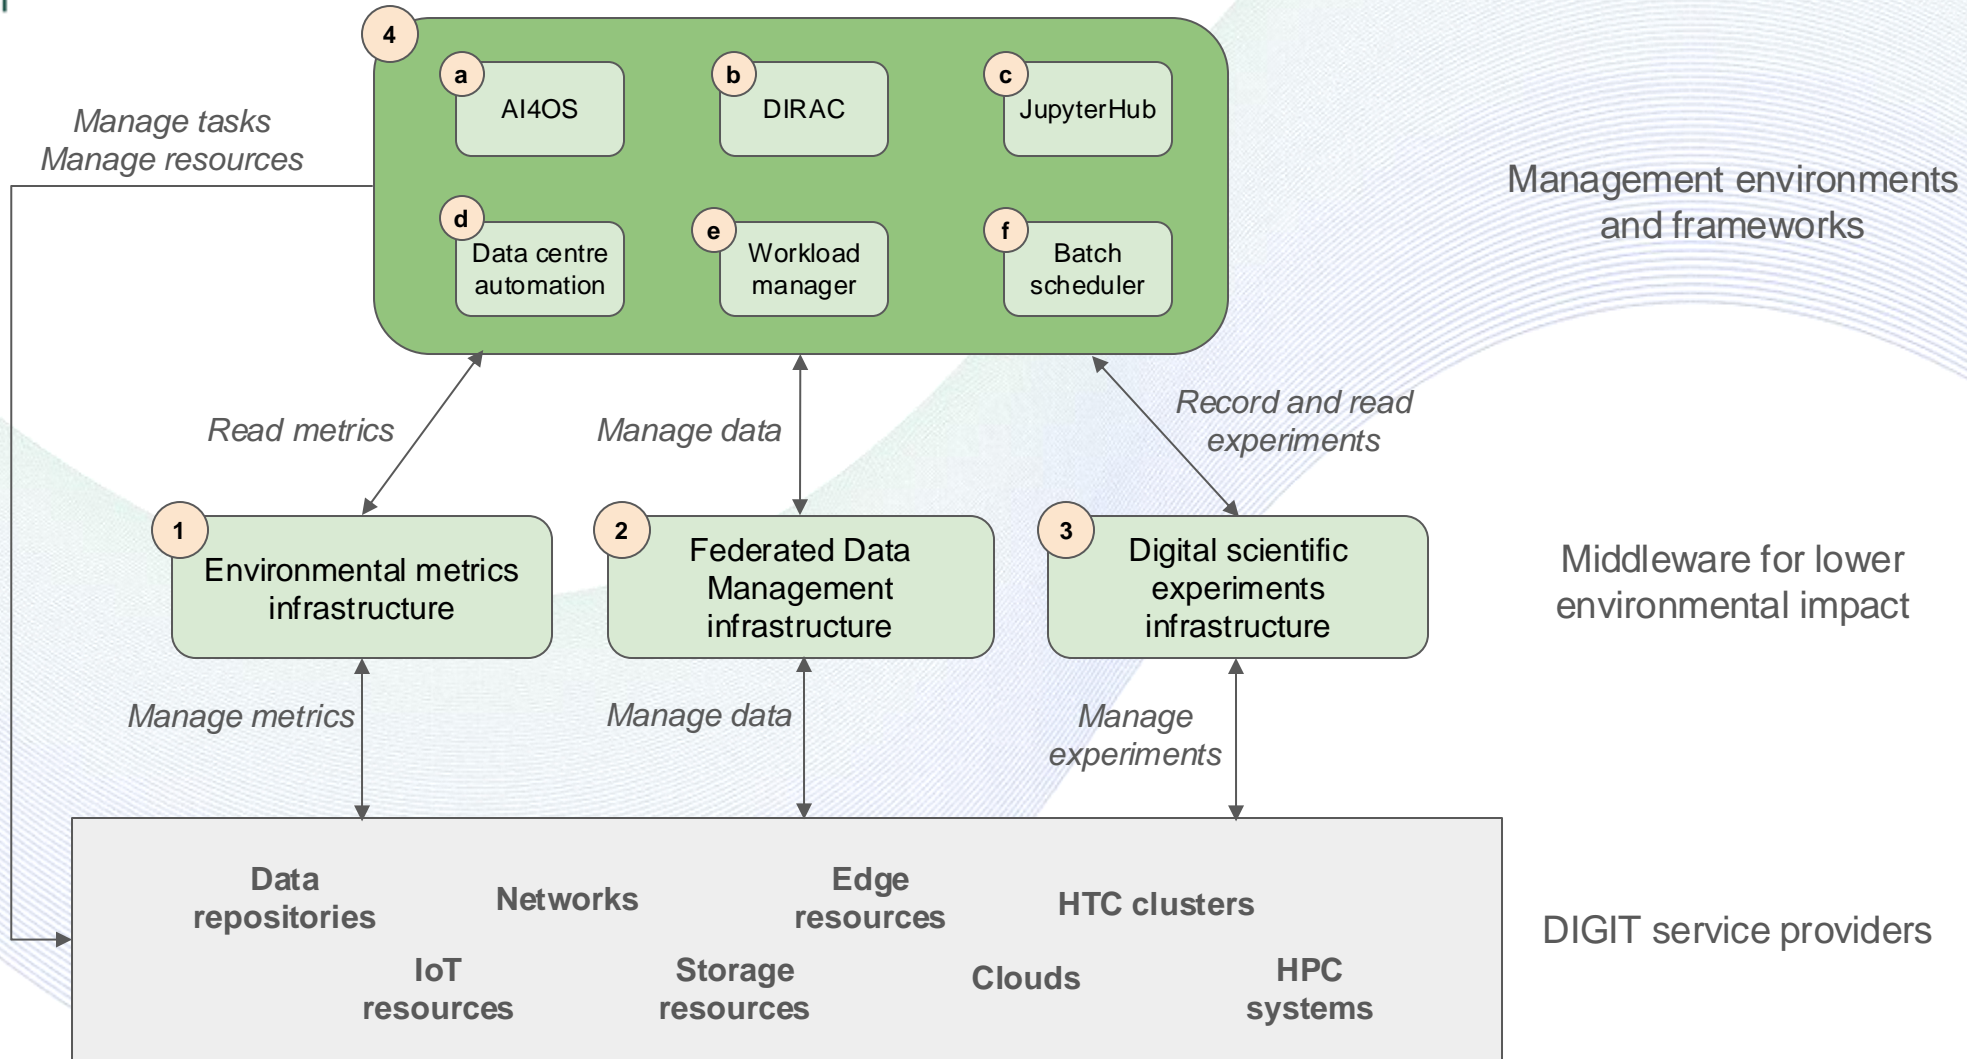 4
a
AI4OS
b
DIRAC
c
JupyterHub
Manage tasks
Manage resources
d
Data centre
automation
e
Workload
manager
f
Batch
scheduler
Management environments
and frameworks
Read metrics
Manage data
Record and read
experiments
1
Environmental metrics
infrastructure
2
Federated Data
Management
infrastructure
3
Digital scientific
experiments
infrastructure
Middleware for lower
environmental impact
Manage metrics
Manage data
Manage
experiments
Data
repositories
Networks
Edge
resources
HTC clusters
IoT
resources
Storage
resources
Clouds
HPC
systems
DIGIT service providers